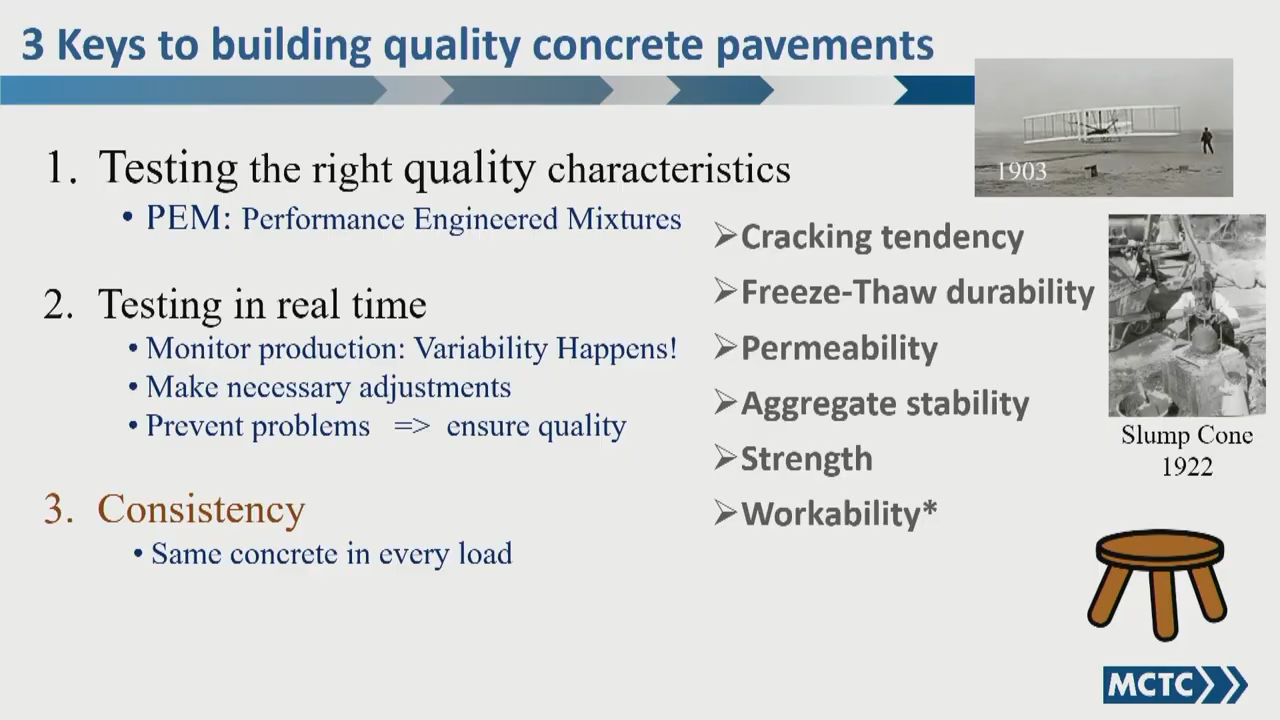 3 Keys to building quality concrete pavements
1903
1. Testing the right quality characteristics
• PEM: Performance Engineered Mixtures
2. Testing in real time
• Monitor production: Variability Happens!
• Make necessary adjustments
• Prevent problems => ensure quality
3. Consistency
• Same concrete in every load
➢Cracking tendency
➢Freeze-Thaw durability
➢Permeability
➢Aggregate stability
➢Strength
➢Workability*
Slump Cone
1922
MCTC